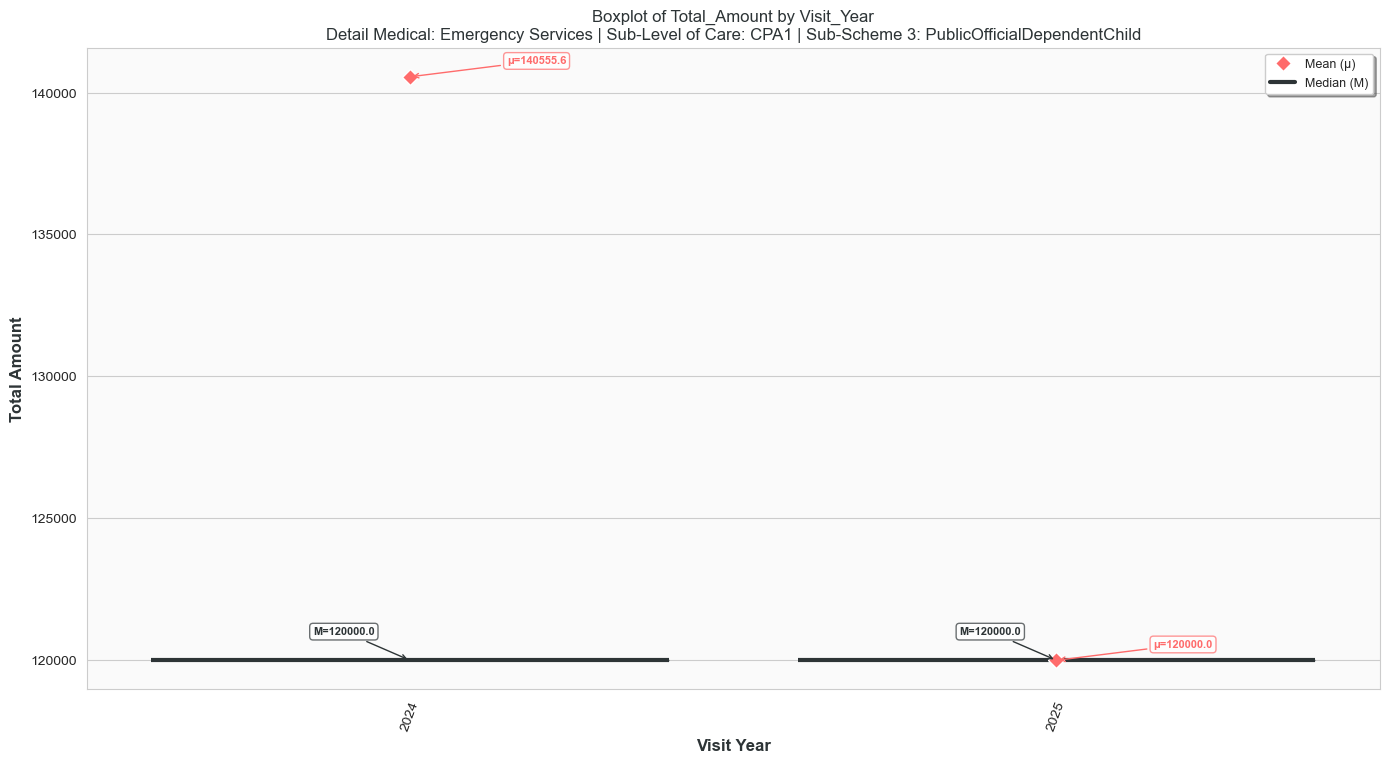 Boxplot of Total_Amount by Visit_Year
Detail Medical: Emergency Services | Sub-Level of Care: CPA1 | Sub-Scheme 3: PublicOfficialDependentChild
μ=140555.6
Mean (μ)
Median (M)
140000
135000
130000
125000
120000
Total Amount
M=120000.0
M=120000.0
μ=120000.0
2024
2025
Visit Year